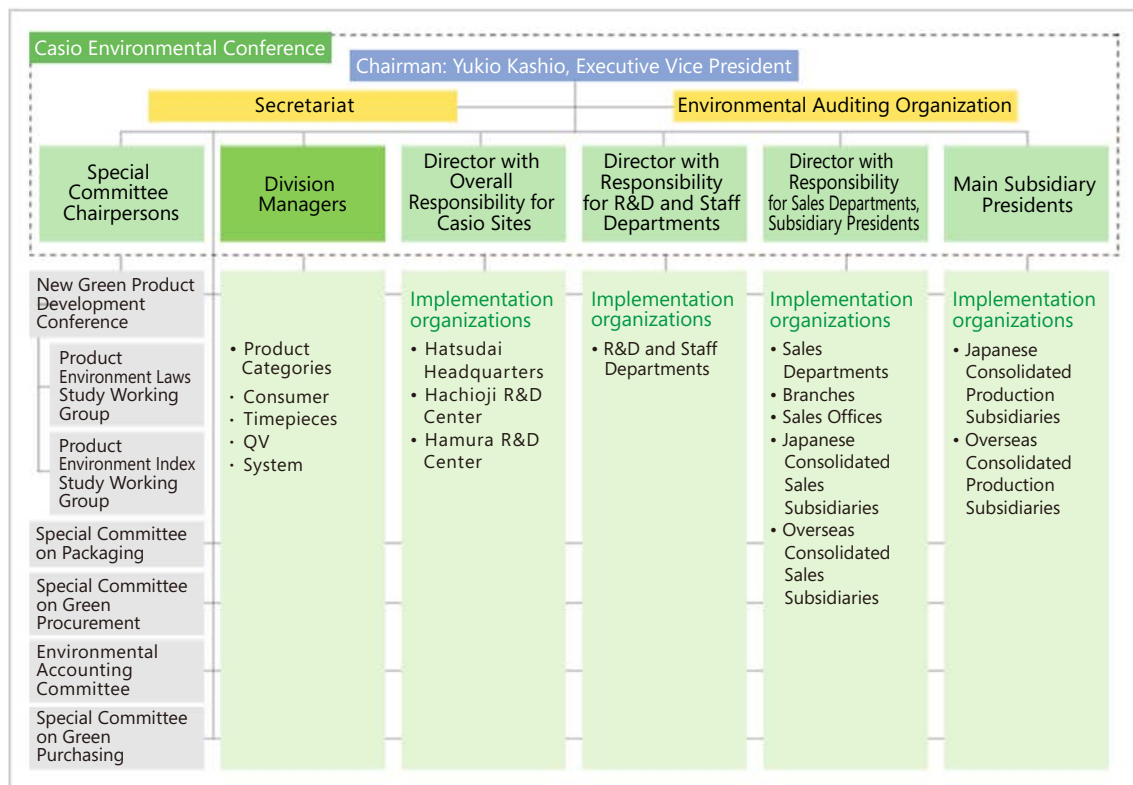 Casio Environmental Conference
Chairman: Yukio Kashio, Executive Vice President
Secretariat
Environmental Auditing Organization
Special
Committee
Chairpersons
Division
Managers
Director with
Overall
Responsibility for
Casio Sites
Director with
Responsibility
for R&D and Staff
Departments
Director with
Responsibility
for Sales Departments,
Subsidiary Presidents
Main Subsidiary
Presidents
New Green Product
Development
Conference
Product
Environment Laws
Study Working
Group
Product
Environment Index
Study Working
Group
Special Committee
on Packaging
Special Committee
on Green
Procurement
Environmental
Accounting
Committee
Special Committee
on Green
Purchasing
• Product
Categories
· Consumer
· Timepieces
· QV
· System
Implementation
organizations
• Hatsudai
Headquarters
• Hachioji R&D
Center
• Hamura R&D
Center
Implementation
organizations
• R&D and Staff
Departments
Implementation
organizations
• Sales
Departments
• Branches
• Sales Offices
• Japanese
Consolidated
Sales
Subsidiaries
• Overseas
Consolidated
Sales
Subsidiaries
Implementation
organizations
• Japanese
Consolidated
Production
Subsidiaries
• Overseas
Consolidated
Production
Subsidiaries